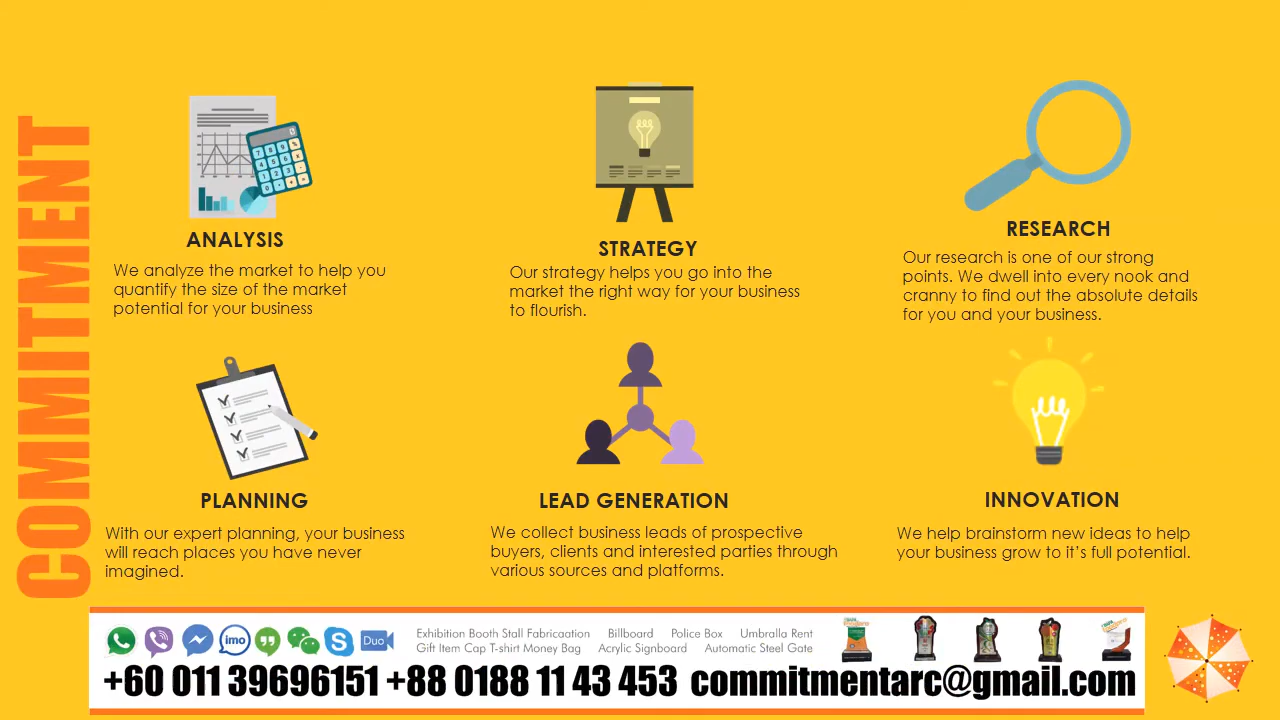 COMMITMENT
ANALYSIS
We analyze the market to help you
quantify the size of the market
potential for your business
STRATEGY
Our strategy helps you go into the
market the right way for your business
to flourish.
RESEARCH
Our research is one of our strong
points. We dwell into every nook and
cranny to find out the absolute details
for you and your business.
PLANNING
With our expert planning, your business
will reach places you have never
imagined.
LEAD GENERATION
We collect business leads of prospective
buyers, clients and interested parties through
various sources and platforms.
INNOVATION
We help brainstorm new ideas to help
your business grow to it's full potential.
imo
Duo
Exhibition Booth Stall Fabricaation Billboard Police Box Umbralla Rent
Gift Item Cap T-shirt Money Bag Acrylic Signboard Automatic Steel Gate
+60 011 39696151 +88 0188 11 43 453 commitmentarc@gmail.com